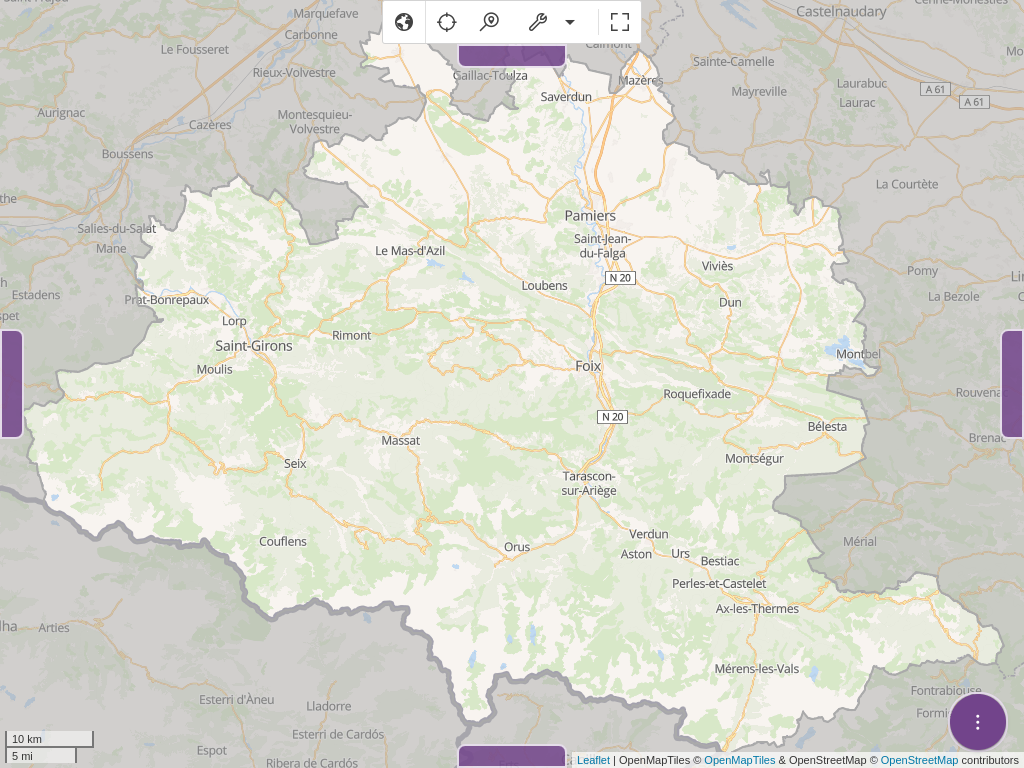 Marquefave
Castelnaudary
Carbonne
Le Fousseret
Calmont
Rieux-Volvestre
Gaillac-Toulza
Mazères
Sainte-Camelle
Laurabuc
A 61
Saverdun
Mayreville
Laurac
A 61
Aurignac
Montesquieu-
Volvestre
Cazères
Boussens
La Courtète
Pamiers
Salies-du-Salat
Mane
Le Mas-d'Azil
Saint-Jean-
du-Falga
Viviès
Pomy
N 20
Loubens
Estadens
Prat-Bonrepaux
Dun
La Bezole
Lorp
Rimont
Saint-Girons
Montbel
Moulis
Foix
Roquefixade
N 20
Bélesta
Massat
Montségur
Seix
Tarascon-
sur-Ariège
Verdun
Couflens
Orus
Aston
Urs
Bestiac
Mérial
Perles-et-Castelet
Ax-les-Thermes
Arties
Mérens-les-Vals
Fontrabiouse
Esterri d'Àneu
Lladorre
Esterri de Cardós
10 km
Espot
5 mi
Ribera de Cardós
Leaflet | OpenMapTiles © OpenMapTiles & OpenStreetMap © OpenStreetMap contributors